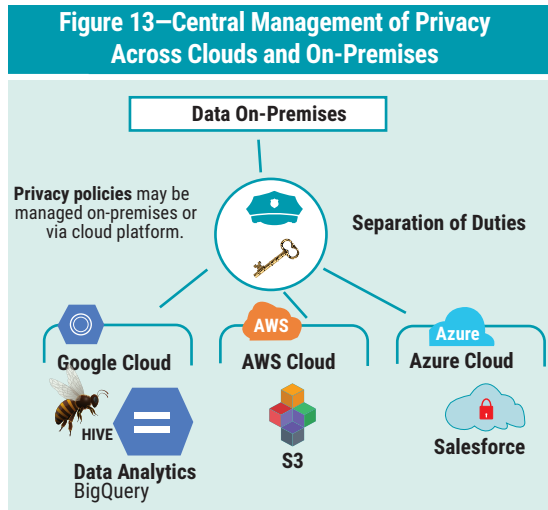 Figure 13—Central Management of Privacy
Across Clouds and On-Premises
Data On-Premises
Privacy policies may be
managed on-premises or
via cloud platform.
Separation of Duties
Google Cloud
AWS
AWS Cloud
Azure
Azure Cloud
HIVE
Data Analytics
BigQuery
S3
Salesforce